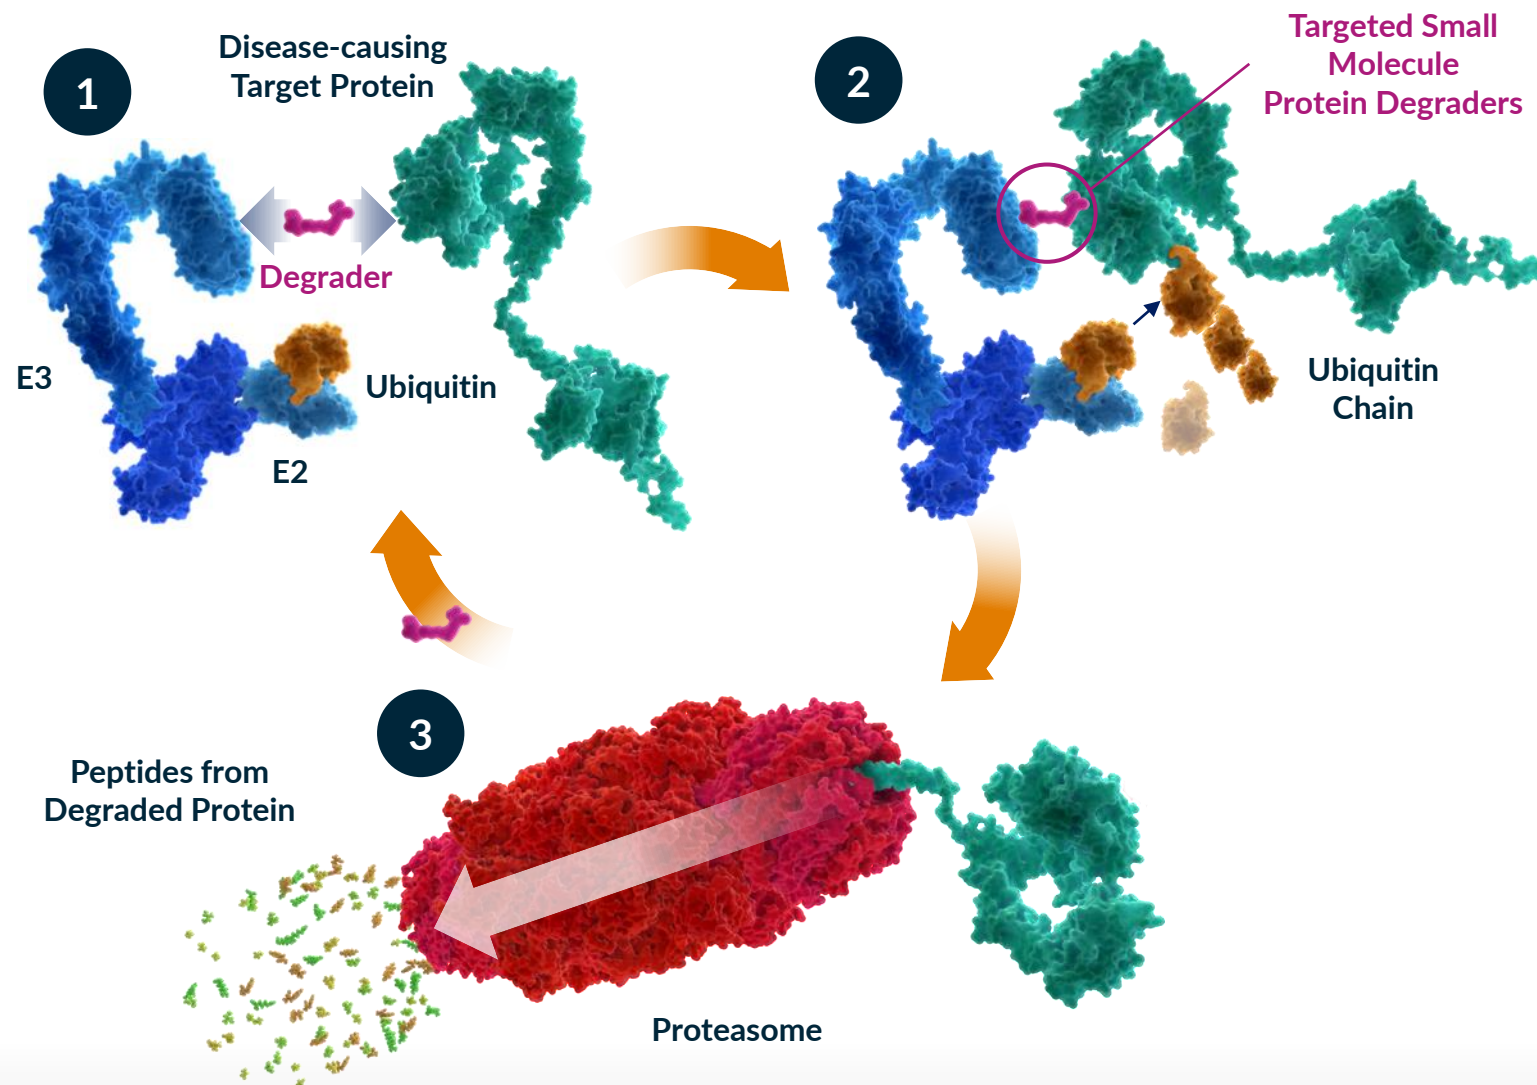 1
Disease-causing
Target Protein
Degrader
E3
Ubiquitin
E2
2
Targeted Small
Molecule
Protein Degraders
Ubiquitin
Chain
3
Peptides from
Degraded Protein
Proteasome